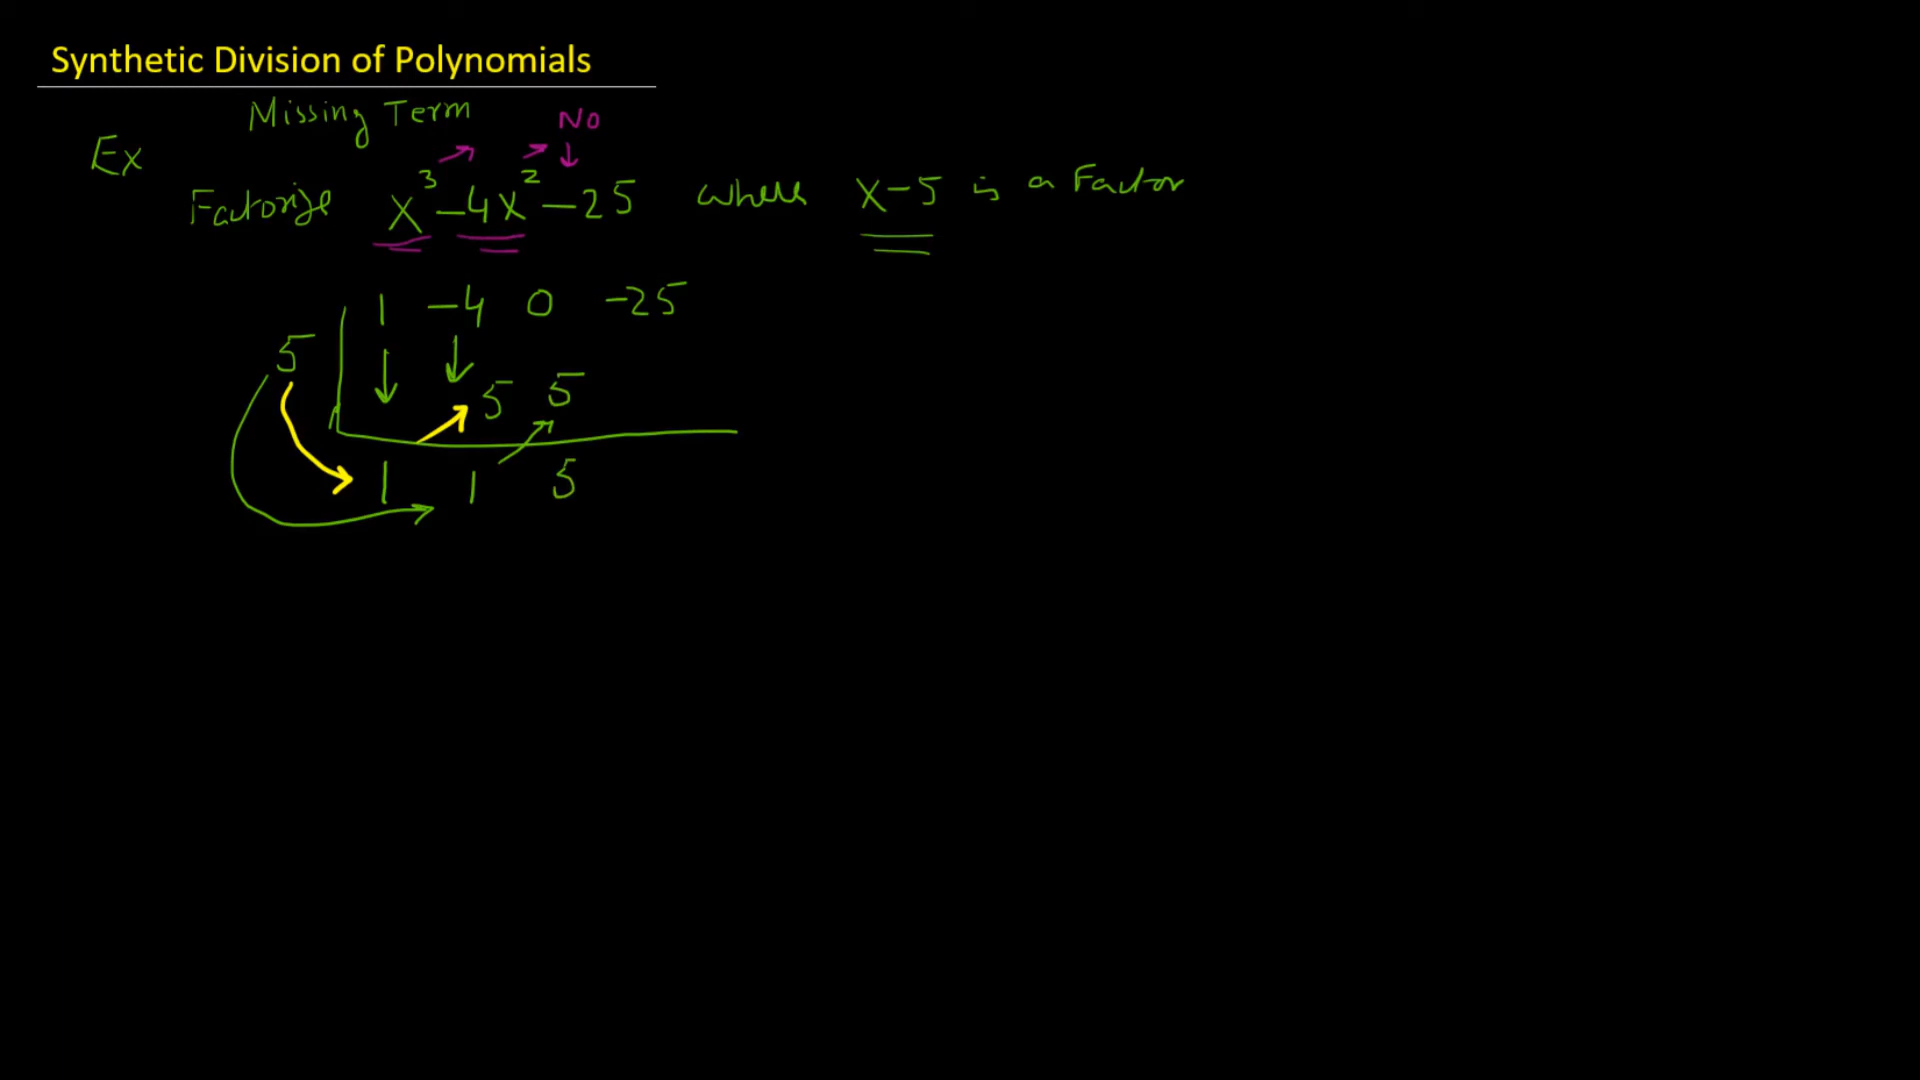 Synthetic Division of Polynomials
Missing Term
No
Ex
Factorize x³ -4x² -25 where x-5 is a Factor
1 -4 0 -25
5
5 5
1 1 5